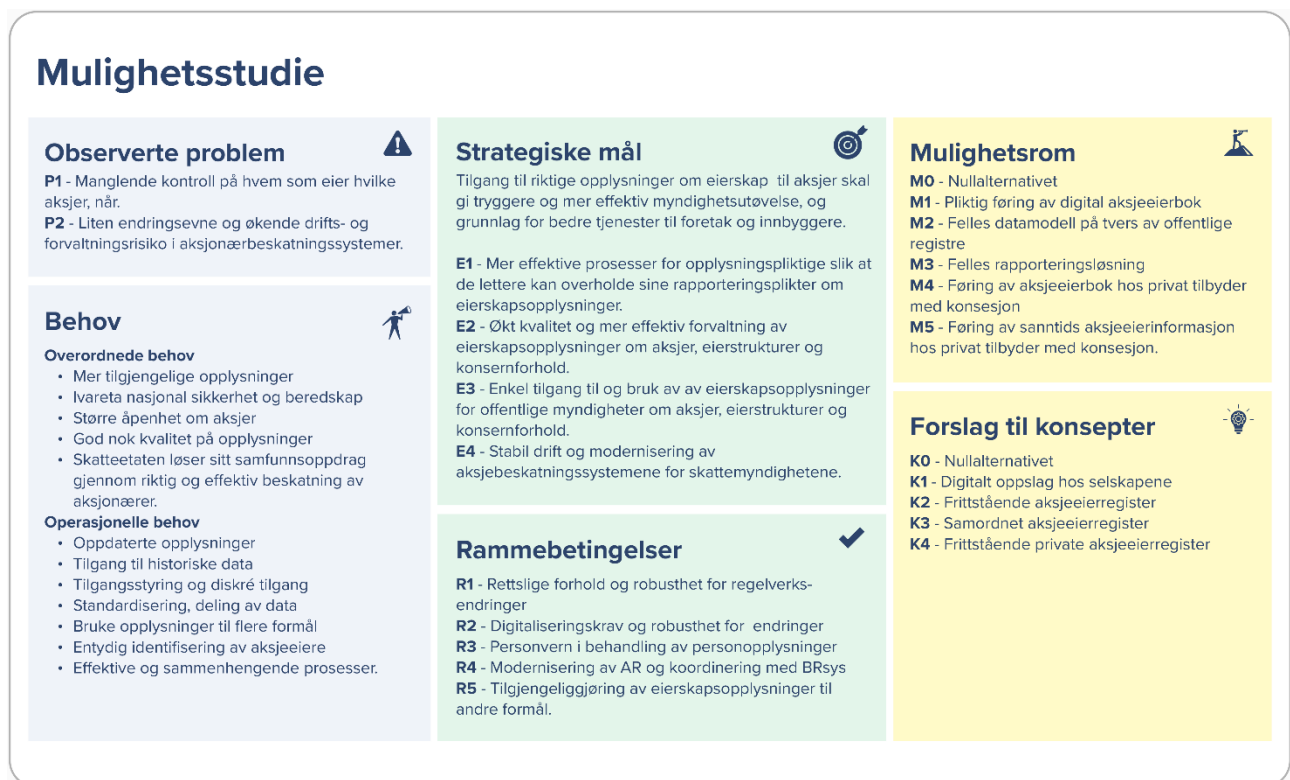 Mulighetsstudie
Observerte problem
P1 - Manglende kontroll på hvem som eier hvilke
aksjer, når.
P2 - Liten endringsevne og økende drifts- og
forvaltningsrisiko i aksjonærbeskatningssystemer.
Behov
Overordnede behov
• Mer tilgjengelige opplysninger
• Ivareta nasjonal sikkerhet og beredskap
• Større åpenhet om aksjer
• God nok kvalitet på opplysninger
• Skatteetaten løser sitt samfunnsoppdrag
gjennom riktig og effektiv beskatning av
aksjonærer.
Operasjonelle behov
• Oppdaterte opplysninger
• Tilgang til historiske data
• Tilgangsstyring og diskré tilgang
• Standardisering, deling av data
• Bruke opplysninger til flere formål
• Entydig identifisering av aksjeeiere
• Effektive og sammenhengende prosesser.
Strategiske mål
Tilgang til riktige opplysninger om eierskap til aksjer skal
gi tryggere og mer effektiv myndighetsutøvelse, og
grunnlag for bedre tjenester til foretak og innbyggere.
E1 - Mer effektive prosesser for opplysningspliktige slik at
de lettere kan overholde sine rapporteringsplikter om
eierskapsopplysninger.
E2 - Økt kvalitet og mer effektiv forvaltning av
eierskapsopplysninger om aksjer, eierstrukturer og
konsernforhold.
E3 - Enkel tilgang til og bruk av av eierskapsopplysninger
for offentlige myndigheter om aksjer, eierstrukturer og
konsernforhold.
E4 - Stabil drift og modernisering av
aksjebeskatningssystemene for skattemyndighetene.
Rammebetingelser
R1 - Rettslige forhold og robusthet for regelverks-
endringer
R2 - Digitaliseringskrav og robusthet for endringer
R3 - Personvern i behandling av personopplysninger
R4 - Modernisering av AR og koordinering med BRsys
R5 - Tilgjengeliggjøring av eierskapsopplysninger til
andre formål.
Mulighetsrom
M0 - Nullalternativet
M1 - Pliktig føring av digital aksjeeierbok
M2 - Felles datamodell på tvers av offentlige
registre
M3 - Felles rapporteringsløsning
M4 - Føring av aksjeeierbok hos privat tilbyder
med konsesjon
M5 - Føring av sanntids aksjeeierinformasjon
hos privat tilbyder med konsesjon.
Forslag til konsepter
K0 - Nullalternativet
K1 - Digitalt oppslag hos selskapene
K2 - Frittstående aksjeeierregister
K3 - Samordnet aksjeeierregister
K4 - Frittstående private aksjeeierregister